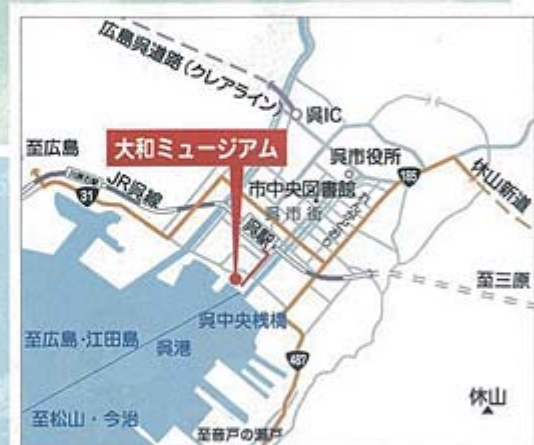 広島呉道路(クレアライン)
呉IC
至広島
大和ミュージアム
呉市役所
185
休山新道
31
JR呉線
市中央図書館
呉市街
呉駅
至三原
呉中央桟橋
至広島・江田島
呉港
487
休山
至松山・今治
至音戸の瀬戸